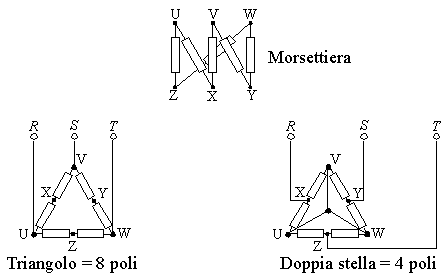 U V W
Morsettiera
Z X Y
R S T
V
X Y
U Z W
Triangolo = 8 poli
R S T
V
X Y
U Z W
Doppia stella = 4 poli